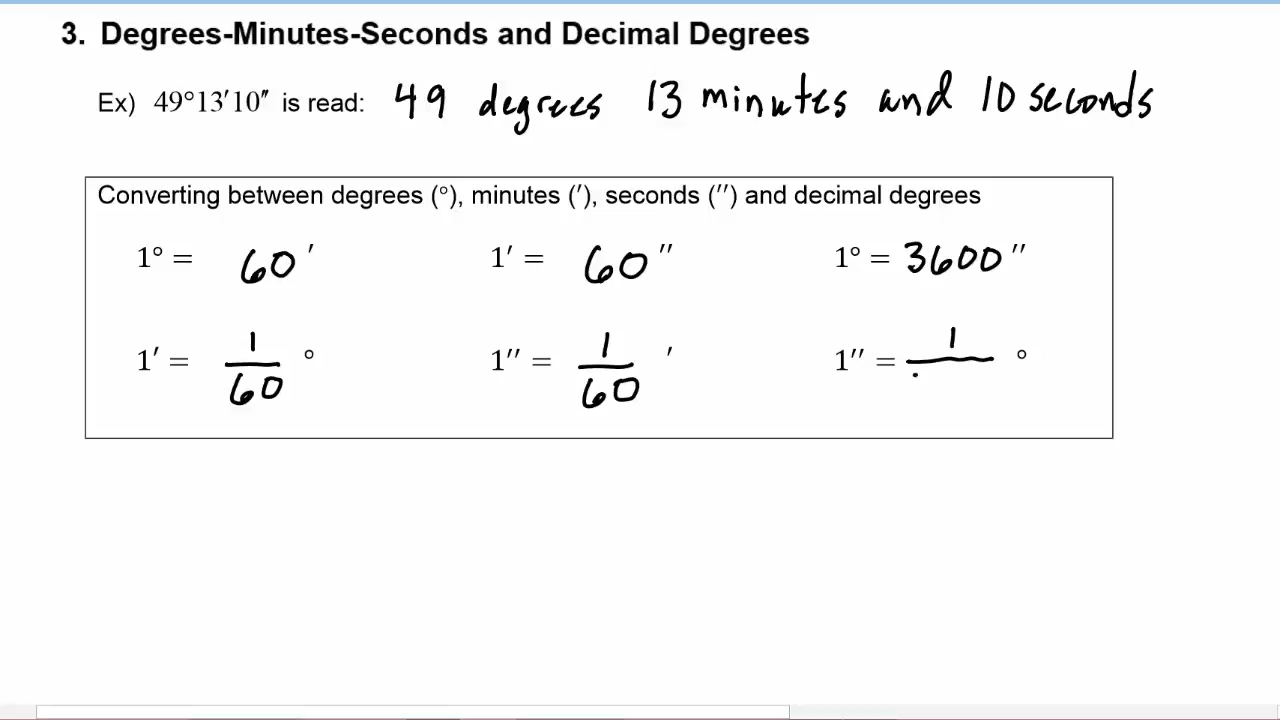 3. Degrees-Minutes-Seconds and Decimal Degrees
Ex) 49°13′10″ is read: 49 degrees 13 minutes and 10 seconds
Converting between degrees (°), minutes (′), seconds (″) and decimal degrees
1° = 60′ 1′ = 60″ 1° = 3600″
1′ = 1/60 ° 1″ = 1/60 ′ 1″ = 1/ °